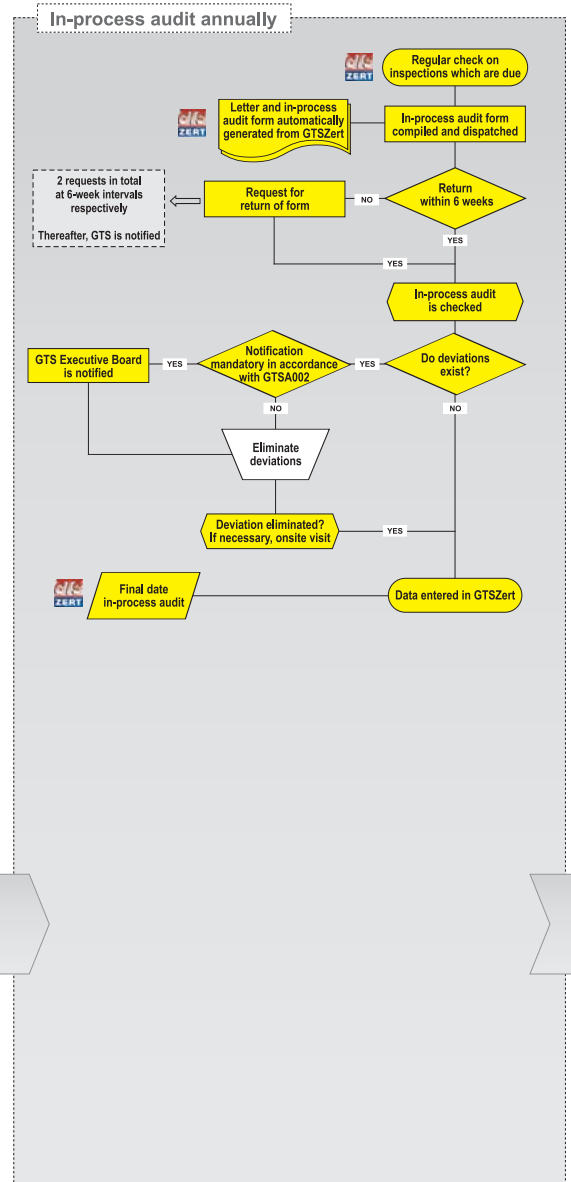 In-process audit annually
Regular check on
inspections which are due
ZERT
Letter and in-process
audit form automatically
generated from GTSZert
ZERT
In-process audit form
compiled and dispatched
2 requests in total
at 6-week intervals
respectively
Thereafter, GTS is notified
Request for
return of form
NO
Return
within 6 weeks
YES
YES
In-process audit
is checked
GTS Executive Board
is notified
YES
Notification
mandatory in accordance
with GTSA002
YES
Do deviations
exist?
NO
NO
Eliminate
deviations
Deviation eliminated?
If necessary, onsite visit
YES
ZERT
Final date
in-process audit
Data entered in GTSZert